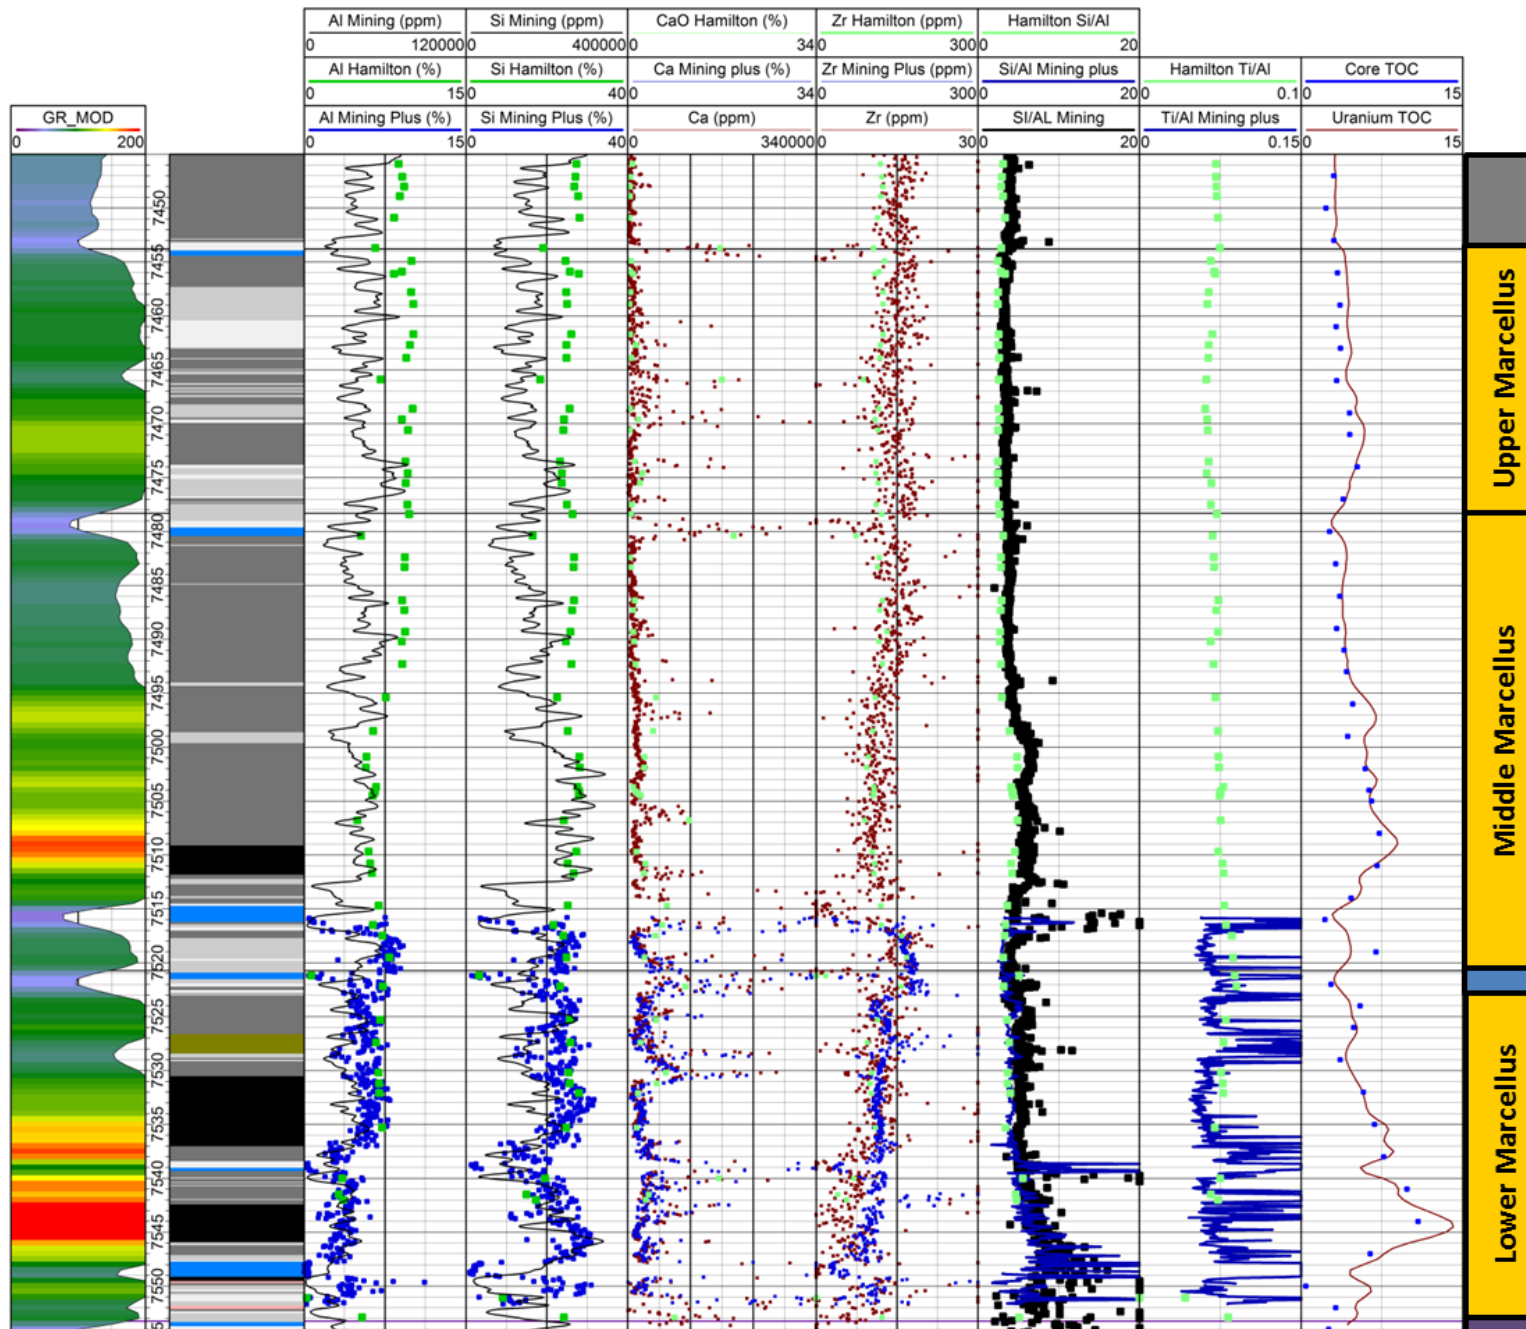 Al Mining (ppm) Si Mining (ppm) CaO Hamilton (%) Zr Hamilton (ppm) Hamilton Si/Al
0 120000 0 400000 0 34 0 300 0 20
Al Hamilton (%) Si Hamilton (%) Ca Mining plus (%) Zr Mining Plus (ppm) Si/Al Mining plus Hamilton Ti/Al Core TOC
0 15 0 40 0 34 0 300 0 20 0 0.1 0 15
GR_MOD Al Mining Plus (%) Si Mining Plus (%) Ca (ppm) Zr (ppm) SI/AL Mining Ti/Al Mining plus Uranium TOC
0 200 0 15 0 40 0 340000 0 300 0 20 0 0.15 0 15
7450
7455
7460
7465
7470
7475
7480
7485
7490
7495
7500
7505
7510
7515
7520
7525
7530
7535
7540
7545
7550
Upper Marcellus
Middle Marcellus
Lower Marcellus